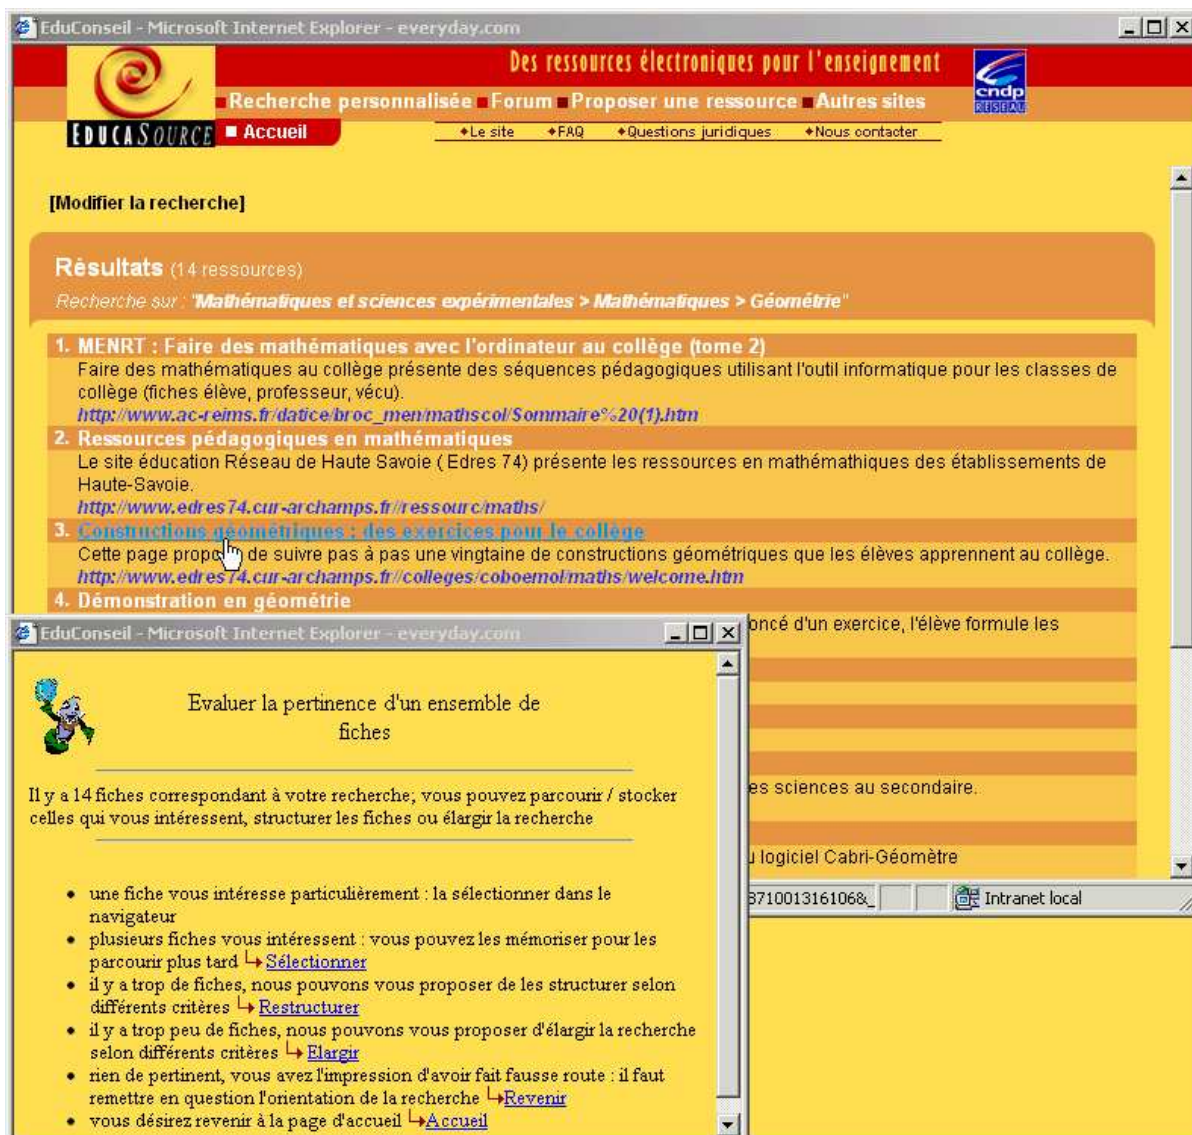 EduConseil - Microsoft Internet Explorer - everyday.com
Des ressources électroniques pour l'enseignement
cndp
RESEAU
Recherche personnalisée Forum Proposer une ressource Autres sites
EDUCASOURCE
Accueil
Le site FAQ Questions juridiques Nous contacter
[Modifier la recherche]
Résultats (14 ressources)
Recherche sur : "Mathématiques et sciences expérimentales > Mathématiques > Géométrie"
1. MENRT : Faire des mathématiques avec l'ordinateur au collège (tome 2)
Faire des mathématiques au collège présente des séquences pédagogiques utilisant l'outil informatique pour les classes de
collège (fiches élève, professeur, vécu).
http://www.ac-reims.fr/datice/broc_men/mathscol/Sommaire%20(1).htm
2. Ressources pédagogiques en mathématiques
Le site éducation Réseau de Haute Savoie ( Edres 74) présente les ressources en mathémathiques des établissements de
Haute-Savoie.
http://www.edres74.cur-archamps.fr//ressourc/maths/
3. Constructions géométriques : des exercices pour le collège
Cette page propo de suivre pas à pas une vingtaine de constructions géométriques que les élèves apprennent au collège.
http://www.edres74.cur-archamps.fr//colleges/coboemol/maths/welcome.htm
4. Démonstration en géométrie
oncé d'un exercice, l'élève formule les
es sciences au secondaire.
u logiciel Cabri-Géomètre
8710013161068_ Intranet local
EduConseil - Microsoft Internet Explorer - everyday.com
Evaluer la pertinence d'un ensemble de
fiches
Il y a 14 fiches correspondant à votre recherche; vous pouvez parcourir / stocker
celles qui vous intéressent, structurer les fiches ou élargir la recherche
• une fiche vous intéresse particulièrement : la sélectionner dans le
navigateur
• plusieurs fiches vous intéressent : vous pouvez les mémoriser pour les
parcourir plus tard Sélectionner
• il y a trop de fiches, nous pouvons vous proposer de les structurer selon
différents critères Restructurer
• il y a trop peu de fiches, nous pouvons vous proposer d'élargir la recherche
selon différents critères Elargir
• rien de pertinent, vous avez l'impression d'avoir fait fausse route : il faut
remettre en question l'orientation de la recherche Revenir
• vous désirez revenir à la page d'accueil Accueil